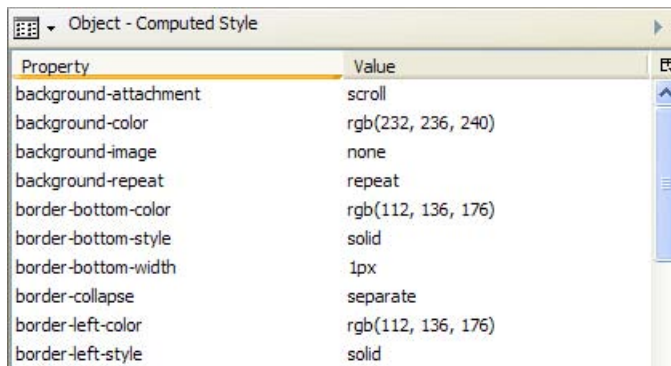 Object - Computed Style
Property Value
background-attachment scroll
background-color rgb(232, 236, 240)
background-image none
background-repeat repeat
border-bottom-color rgb(112, 136, 176)
border-bottom-style solid
border-bottom-width 1px
border-collapse separate
border-left-color rgb(112, 136, 176)
border-left-style solid